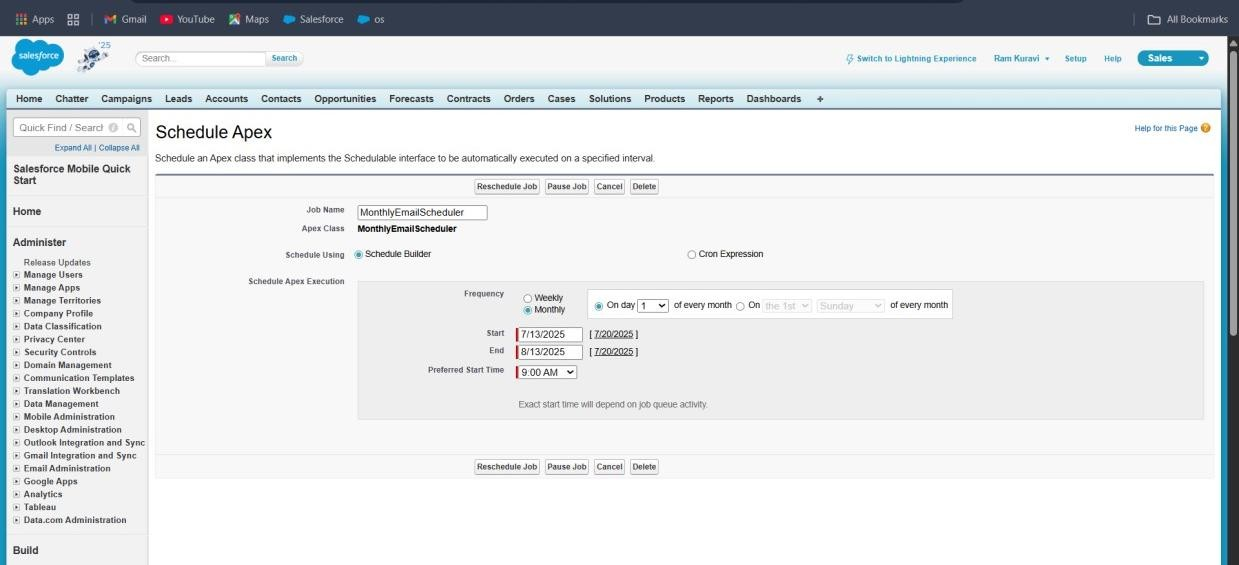 Apps Gmail YouTube Maps Salesforce os All Bookmarks
salesforce '25 Search... Search Switch to Lightning Experience Ram Kuravi Setup Help Sales
Home Chatter Campaigns Leads Accounts Contacts Opportunities Forecasts Contracts Orders Cases Solutions Products Reports Dashboards +
Quick Find / Search
Expand All | Collapse All
Salesforce Mobile Quick
Start
Home
Administer
Release Updates
Manage Users
Manage Apps
Manage Territories
Company Profile
Data Classification
Privacy Center
Security Controls
Domain Management
Communication Templates
Translation Workbench
Data Management
Mobile Administration
Desktop Administration
Outlook Integration and Sync
Gmail Integration and Sync
Email Administration
Google Apps
Analytics
Tableau
Data.com Administration
Build
Schedule Apex
Help for this Page ?
Schedule an Apex class that implements the Schedulable interface to be automatically executed on a specified interval.
Reschedule Job Pause Job Cancel Delete
Job Name MonthlyEmailScheduler
Apex Class MonthlyEmailScheduler
Schedule Using Schedule Builder Cron Expression
Schedule Apex Execution
Frequency Weekly
Monthly
On day 1 of every month On the 1st Sunday of every month
Start 7/13/2025 [ 7/20/2025 ]
End 8/13/2025 [ 7/20/2025 ]
Preferred Start Time 9:00 AM
Exact start time will depend on job queue activity.
Reschedule Job Pause Job Cancel Delete